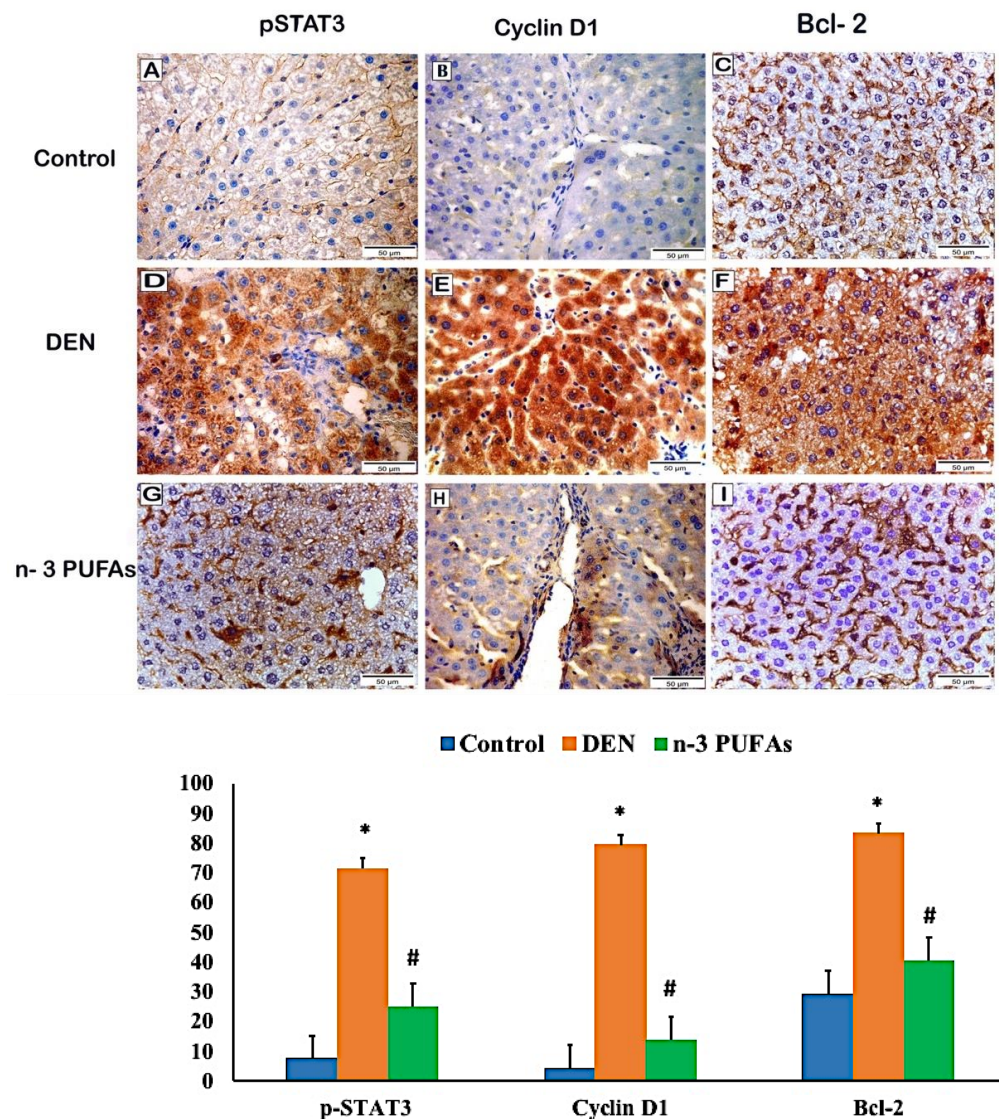 pSTAT3 Cyclin D1 Bcl- 2
Control
A B C
50 µm 50 µm 50 µm
DEN
D E F
50 µm 50 µm 50 µm
n- 3 PUFAs
G H I
50 µm 50 µm 50 µm
Control DEN n-3 PUFAs
100
90
80
70
60
50
40
30
20
10
0
* * *
# # #
p-STAT3 Cyclin D1 Bcl-2